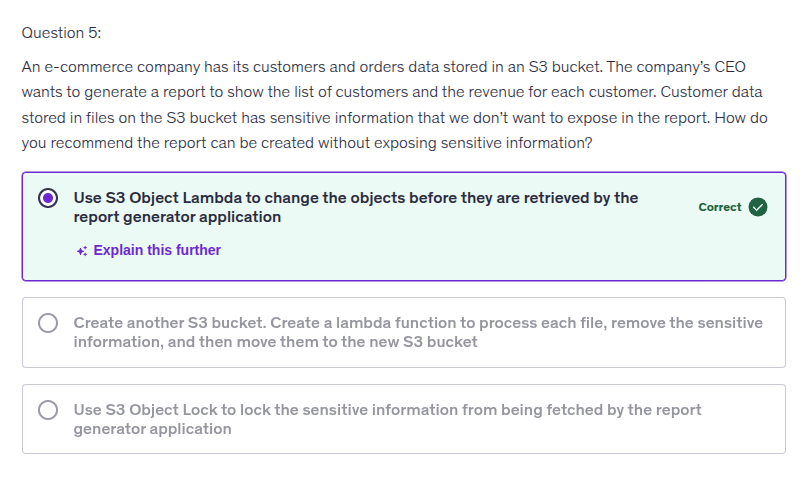 Question 5:
An e-commerce company has its customers and orders data stored in an S3 bucket. The company's CEO
wants to generate a report to show the list of customers and the revenue for each customer. Customer data
stored in files on the S3 bucket has sensitive information that we don't want to expose in the report. How do
you recommend the report can be created without exposing sensitive information?
Use S3 Object Lambda to change the objects before they are retrieved by the
report generator application
Correct
Explain this further
Create another S3 bucket. Create a lambda function to process each file, remove the sensitive
information, and then move them to the new S3 bucket
Use S3 Object Lock to lock the sensitive information from being fetched by the report
generator application